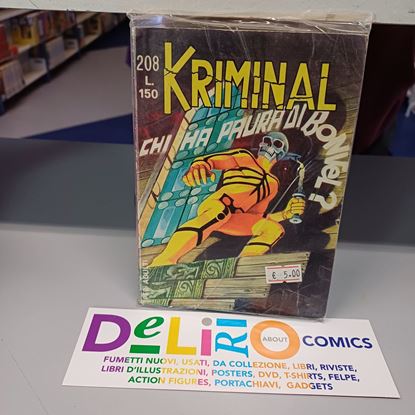 208
L.
150
KRIMINAL
CHI HA PAURA DI BONVEL?
€ 5.00
DeLiRiO ABOUT COMICS
FUMETTI NUOVI, USATI, DA COLLEZIONE, LIBRI, RIVISTE,
LIBRI D'ILLUSTRAZIONI, POSTERS, DVD, T-SHIRTS, FELPE,
ACTION FIGURES, PORTACHIAVI, GADGETS